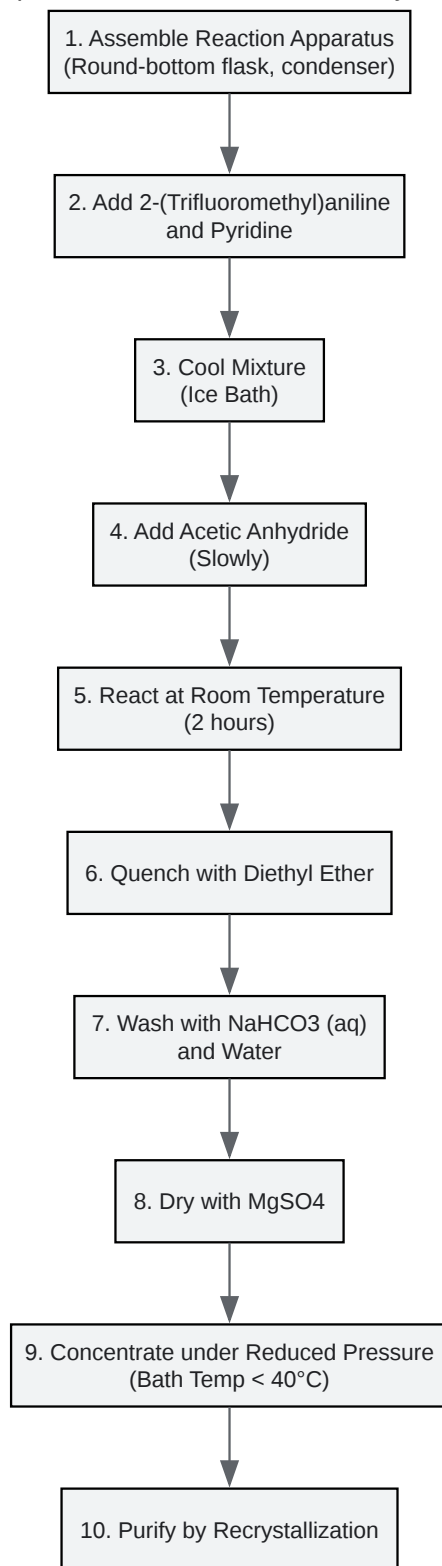 1. Assemble Reaction Apparatus
(Round-bottom flask, condenser)
2. Add 2-(Trifluoromethyl)aniline
and Pyridine
3. Cool Mixture
(Ice Bath)
4. Add Acetic Anhydride
(Slowly)
5. React at Room Temperature
(2 hours)
6. Quench with Diethyl Ether
7. Wash with NaHCO3 (aq)
and Water
8. Dry with MgSO4
9. Concentrate under Reduced Pressure
(Bath Temp < 40°C)
10. Purify by Recrystallization